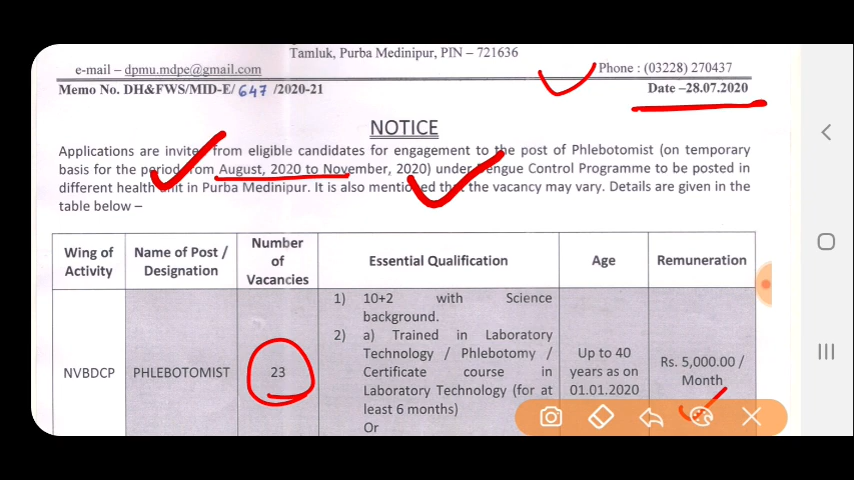 Tamluk, Purba Medinipur, PIN – 721636
e-mail – dpmu.mdpe@gmail.com
Phone : (03228) 270437
Memo No. DH&FWS/MID-E/ 647 /2020-21
Date –28.07.2020
NOTICE
Applications are invited from eligible candidates for engagement to the post of Phlebotomist (on temporary
basis for the period from August, 2020 to November, 2020) under Dengue Control Programme to be posted in
different health unit in Purba Medinipur. It is also mentioned that the vacancy may vary. Details are given in the
table below –
Wing of
Activity
Name of Post /
Designation
Number
of
Vacancies
Essential Qualification
Age
Remuneration
NVBDCP
PHLEBOTOMIST
23
1) 10+2 with Science
background.
2) a) Trained in Laboratory
Technology / Phlebotomy /
Certificate course in
Laboratory Technology (for at
least 6 months)
Or
Up to 40
years as on
01.01.2020
Rs. 5,000.00 /
Month